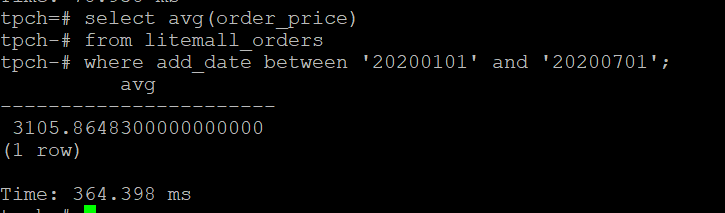 tpch=# select avg(order_price)
tpch-# from litemall_orders
tpch-# where add_date between '20200101' and '20200701';
avg
-----------------------
3105.8648300000000000
(1 row)
Time: 364.398 ms
tpch=#